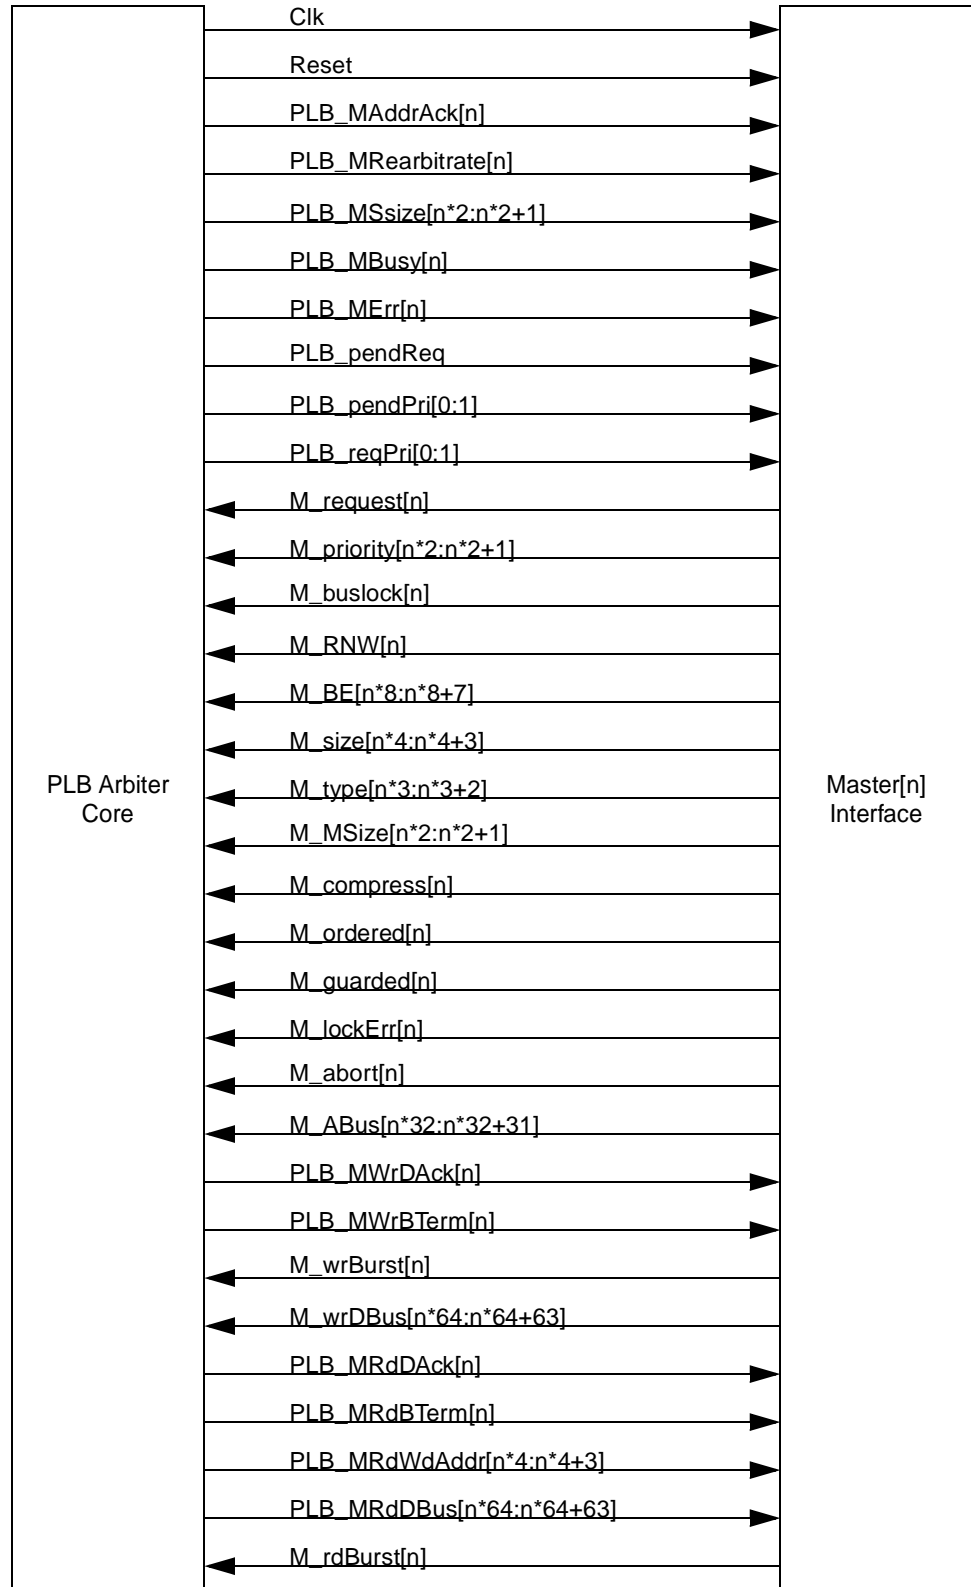 Clk
Reset
PLB_MAddrAck[n]
PLB_MRearbitrate[n]
PLB_MSsize[n*2:n*2+1]
PLB_MBusy[n]
PLB_MErr[n]
PLB_pendReq
PLB_pendPri[0:1]
PLB_reqPri[0:1]
M_request[n]
M_priority[n*2:n*2+1]
M_buslock[n]
M_RNW[n]
M_BE[n*8:n*8+7]
M_size[n*4:n*4+3]
PLB Arbiter
Core
M_type[n*3:n*3+2]
Master[n]
Interface
M_MSize[n*2:n*2+1]
M_compress[n]
M_ordered[n]
M_guarded[n]
M_lockErr[n]
M_abort[n]
M_ABus[n*32:n*32+31]
PLB_MWrDAck[n]
PLB_MWrBTerm[n]
M_wrBurst[n]
M_wrDBus[n*64:n*64+63]
PLB_MRdDAck[n]
PLB_MRdBTerm[n]
PLB_MRdWdAddr[n*4:n*4+3]
PLB_MRdDBus[n*64:n*64+63]
M_rdBurst[n]